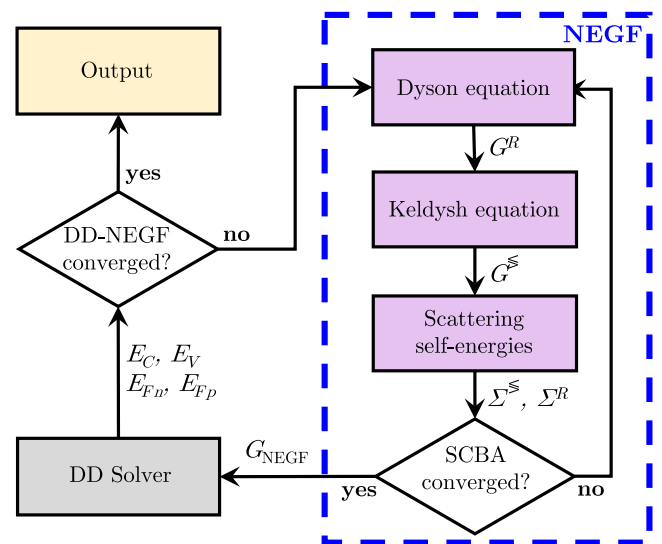 NEGF
Output
Dyson equation
yes
G^R
DD-NEGF
converged?
no
Keldysh equation
G^≶
Scattering
self-energies
E_C, E_V
E_Fn, E_Fp
Σ^≶, Σ^R
DD Solver
G_NEGF
SCBA
converged?
yes
no